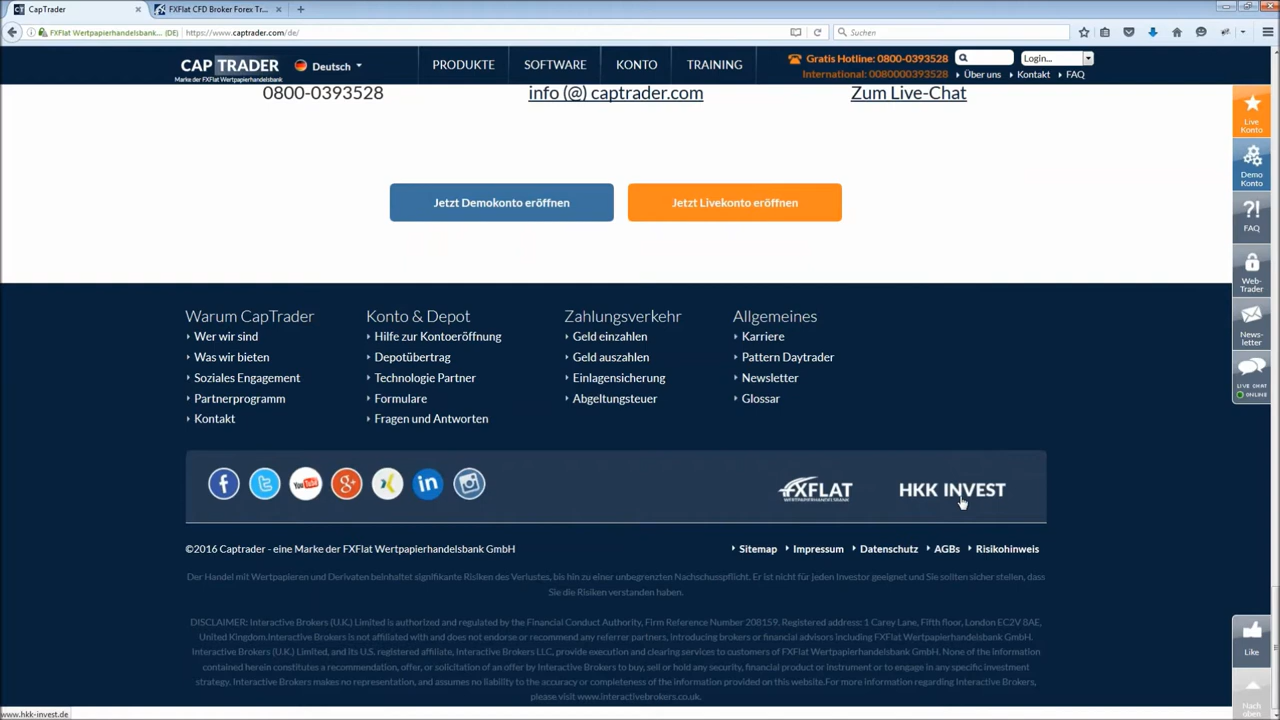 CapTrader
FXFlat CFD Broker Forex Tr...
FXFlat Wertpapierhandelsbank... (DE)
https://www.captrader.com/de/
Suchen
CAP TRADER
Marke der FXFlat Wertpapierhandelsbank
Deutsch
PRODUKTE
SOFTWARE
KONTO
TRAINING
Gratis Hotline: 0800-0393528
International: 0080000393528
Login...
Über uns
Kontakt
FAQ
0800-0393528
info (@) captrader.com
Zum Live-Chat
Jetzt Demokonto eröffnen
Jetzt Livekonto eröffnen
Live
Konto
Demo
Konto
?!
FAQ
Web-
Trader
News-
letter
LIVE CHAT
ONLINE
Warum CapTrader
Wer wir sind
Was wir bieten
Soziales Engagement
Partnerprogramm
Kontakt
Konto & Depot
Hilfe zur Kontoeröffnung
Depotübertrag
Technologie Partner
Formulare
Fragen und Antworten
Zahlungsverkehr
Geld einzahlen
Geld auszahlen
Einlagensicherung
Abgeltungsteuer
Allgemeines
Karriere
Pattern Daytrader
Newsletter
Glossar
FXFLAT
WERTPAPIERHANDELSBANK
HKK INVEST
©2016 Captrader - eine Marke der FXFlat Wertpapierhandelsbank GmbH
Sitemap
Impressum
Datenschutz
AGBs
Risikohinweis
Der Handel mit Wertpapieren und Derivaten beinhaltet signifikante Risiken des Verlustes, bis hin zu einer unbegrenzten Nachschusspflicht. Er ist nicht für jeden Investor geeignet und Sie sollten sicher stellen, dass
Sie die Risiken verstanden haben.
DISCLAIMER: Interactive Brokers (U.K.) Limited is authorized and regulated by the Financial Conduct Authority, Firm Reference Number 208159. Registered address: 1 Carey Lane, Fifth floor, London EC2V 8AE,
United Kingdom.Interactive Brokers is not affiliated with and does not endorse or recommend any referrer partners, introducing brokers or financial advisors including FXFlat Wertpapierhandelsbank GmbH.
Interactive Brokers (U.K.) Limited, and its U.S. registered affiliate, Interactive Brokers LLC, provide execution and clearing services to customers of FXFlat Wertpapierhandelsbank GmbH. None of the information
contained herein constitutes a recommendation, offer, or solicitation of an offer by Interactive Brokers to buy, sell or hold any security, financial product or instrument or to engage in any specific investment
strategy. Interactive Brokers makes no representation, and assumes no liability to the accuracy or completeness of the information provided on this website.For more information regarding Interactive Brokers,
please visit www.interactivebrokers.co.uk.
Like
Nach
oben
www.hkk-invest.de